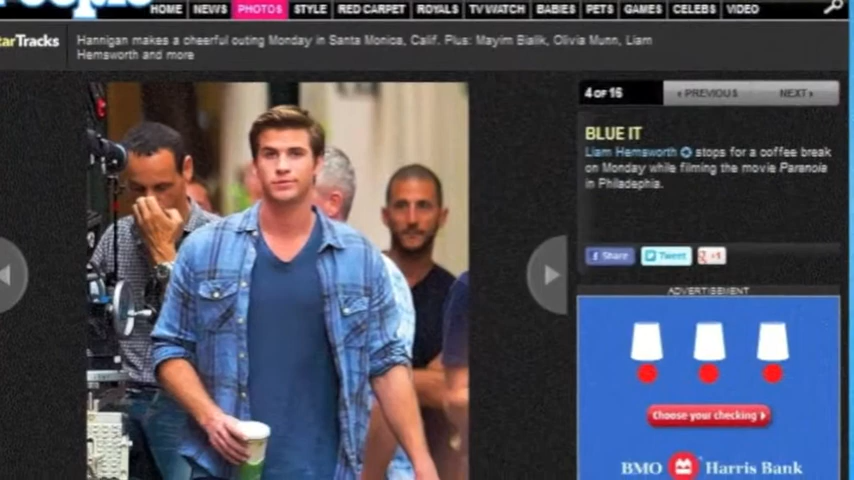 People
HOME NEWS PHOTOS STYLE RED CARPET ROYALS TV WATCH BABIES PETS GAMES CELEBS VIDEO
tarTracks
Hannigan makes a cheerful outing Monday in Santa Monica, Calif. Plus: Mayim Bialik, Olivia Munn, Liam
Hemsworth and more
4 OF 16
PREVIOUS
NEXT
BLUE IT
Liam Hemsworth stops for a coffee break
on Monday while filming the movie Paranoia
in Philadephia.
Share
Tweet
+1
ADVERTISEMENT
Choose your checking
BMO Harris Bank